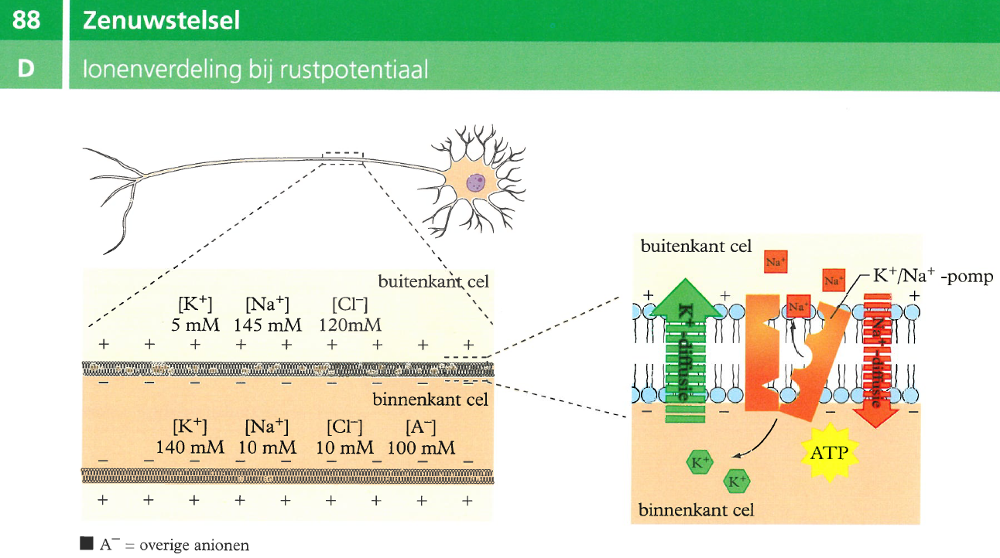 88 Zenuwstelsel
D Ionenverdeling bij rustpotentiaal
buitenkant cel
[K⁺] [Na⁺] [Cl⁻]
5 mM 145 mM 120mM
+ + + + + + + + +
− − − − − − − − −
binnenkant cel
[K⁺] [Na⁺] [Cl⁻] [A⁻]
140 mM 10 mM 10 mM 100 mM
− − − − − − − − −
+ + + + + + + + +
■ A⁻ = overige anionen
buitenkant cel
Na⁺
Na⁺
K⁺/Na⁺ -pomp
+ + +
Na⁺
K⁺-diffusie
Na⁺-diffusie
− − − −
ATP
K⁺
K⁺
binnenkant cel